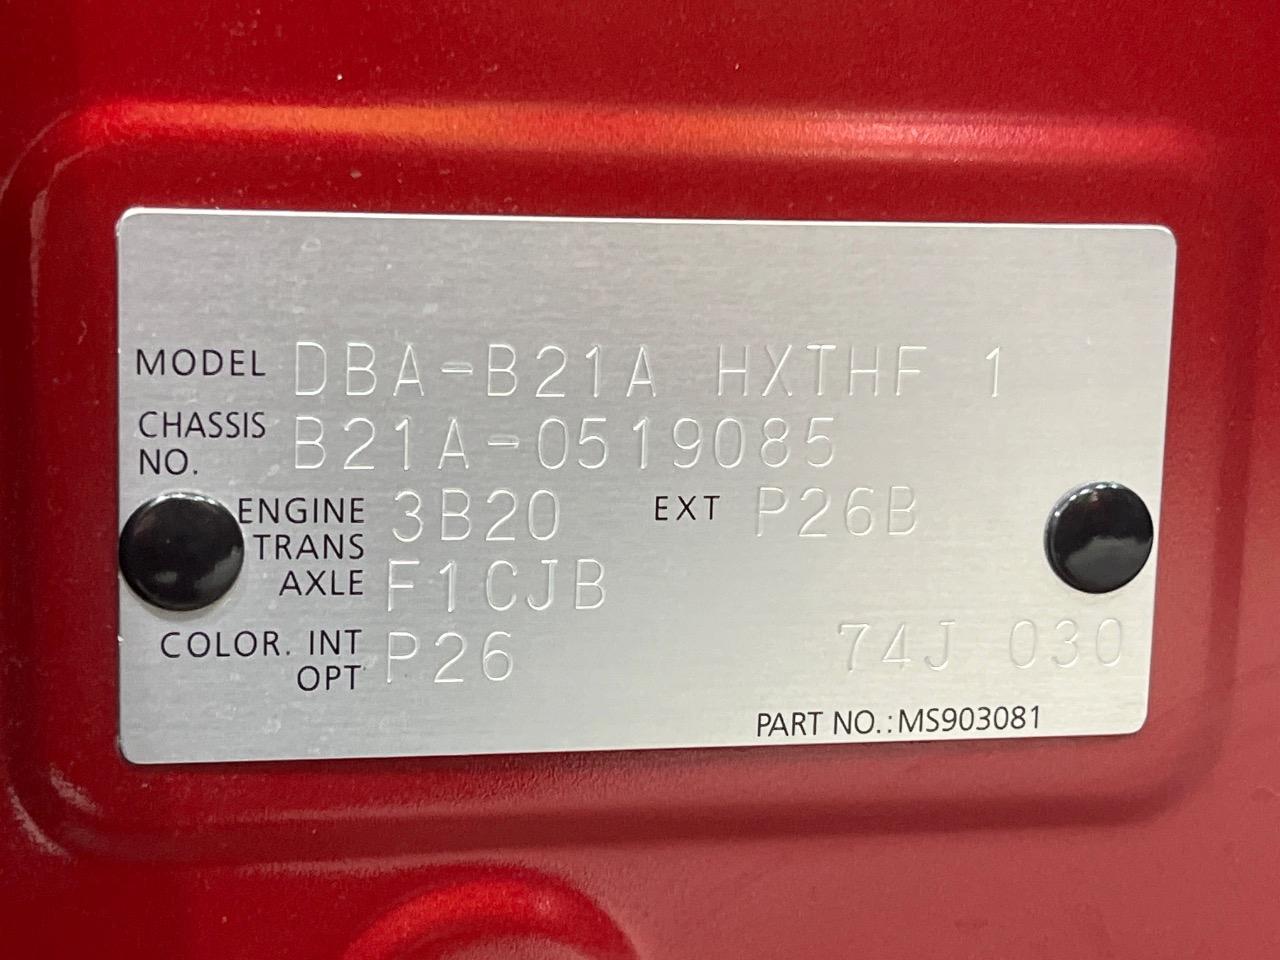 MODEL DBA-B21A HXTHF 1
CHASSIS NO. B21A-0519085
ENGINE 3B20 EXT P26B
TRANS AXLE F1CJB
COLOR. INT OPT P26 74J 030
PART NO.:MS903081